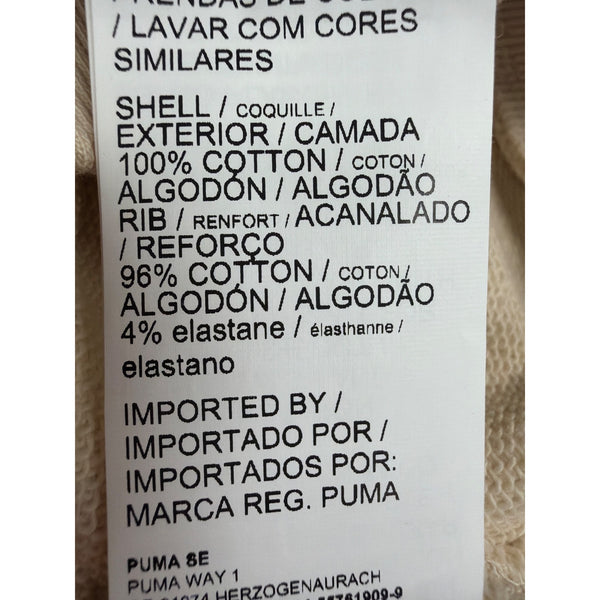 / LAVAR COM CORES
SIMILARES
SHELL / COQUILLE /
EXTERIOR / CAMADA
100% COTTON / COTON /
ALGODÓN / ALGODÃO
RIB / RENFORT / ACANALADO
/ REFORÇO
96% COTTON / COTON /
ALGODÓN / ALGODÃO
4% elastane / élasthanne /
elastano
IMPORTED BY /
IMPORTADO POR /
IMPORTADOS POR:
MARCA REG. PUMA
PUMA SE
PUMA WAY 1
HERZOGENAURACH